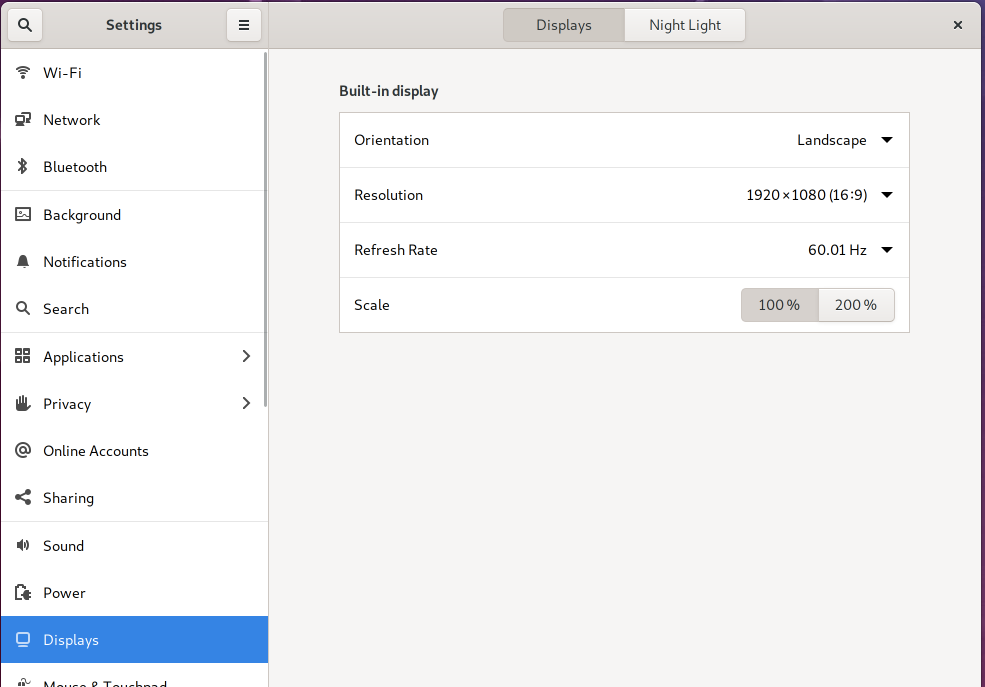 Settings
Displays
Night Light
Wi-Fi
Network
Bluetooth
Background
Notifications
Search
Applications
Privacy
Online Accounts
Sharing
Sound
Power
Displays
Mouse & Touchpad
Built-in display
Orientation
Landscape
Resolution
1920×1080 (16:9)
Refresh Rate
60.01 Hz
Scale
100 %
200 %